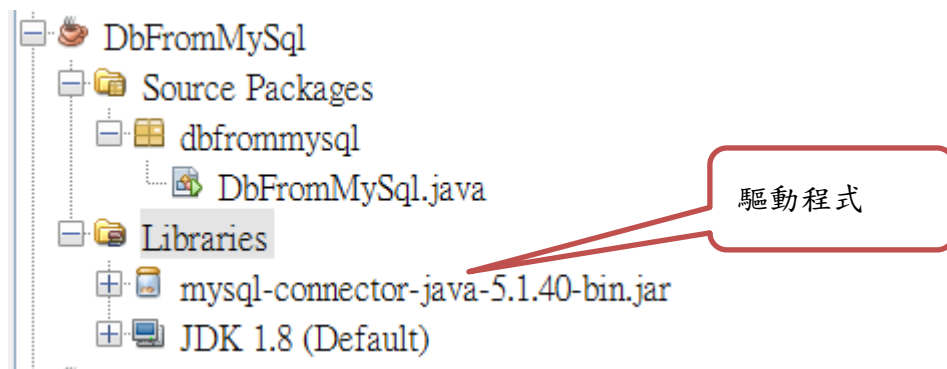 DbFromMySql
Source Packages
dbfrommysql
DbFromMySql.java
驅動程式
Libraries
mysql-connector-java-5.1.40-bin.jar
JDK 1.8 (Default)